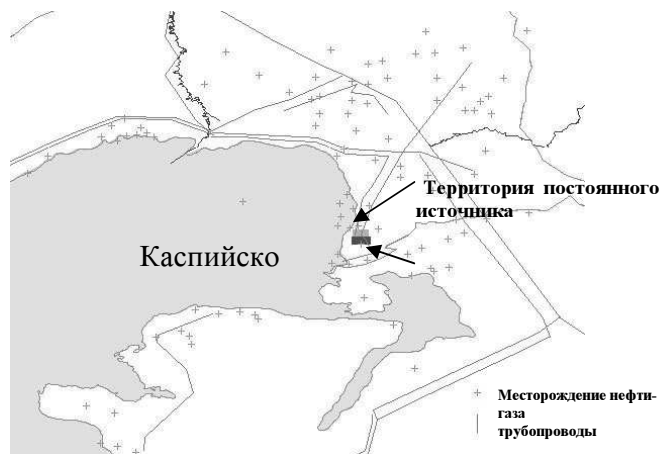 Территория постоянного
источника
Каспийско
Месторождение нефти-
газа
трубопроводы